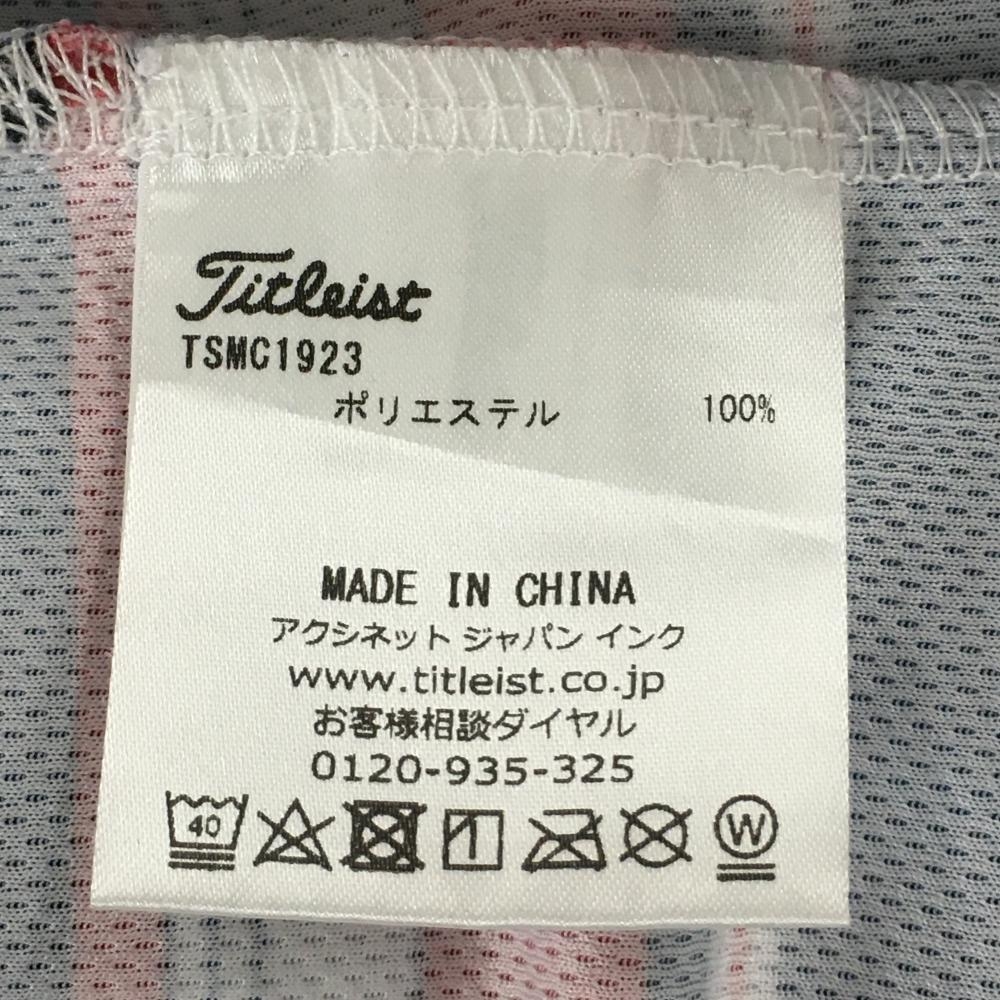 Titleist
TSMC1923
ポリエステル 100%
MADE IN CHINA
アクシネット ジャパン インク
www.titleist.co.jp
お客様相談ダイヤル
0120-935-325
40 W